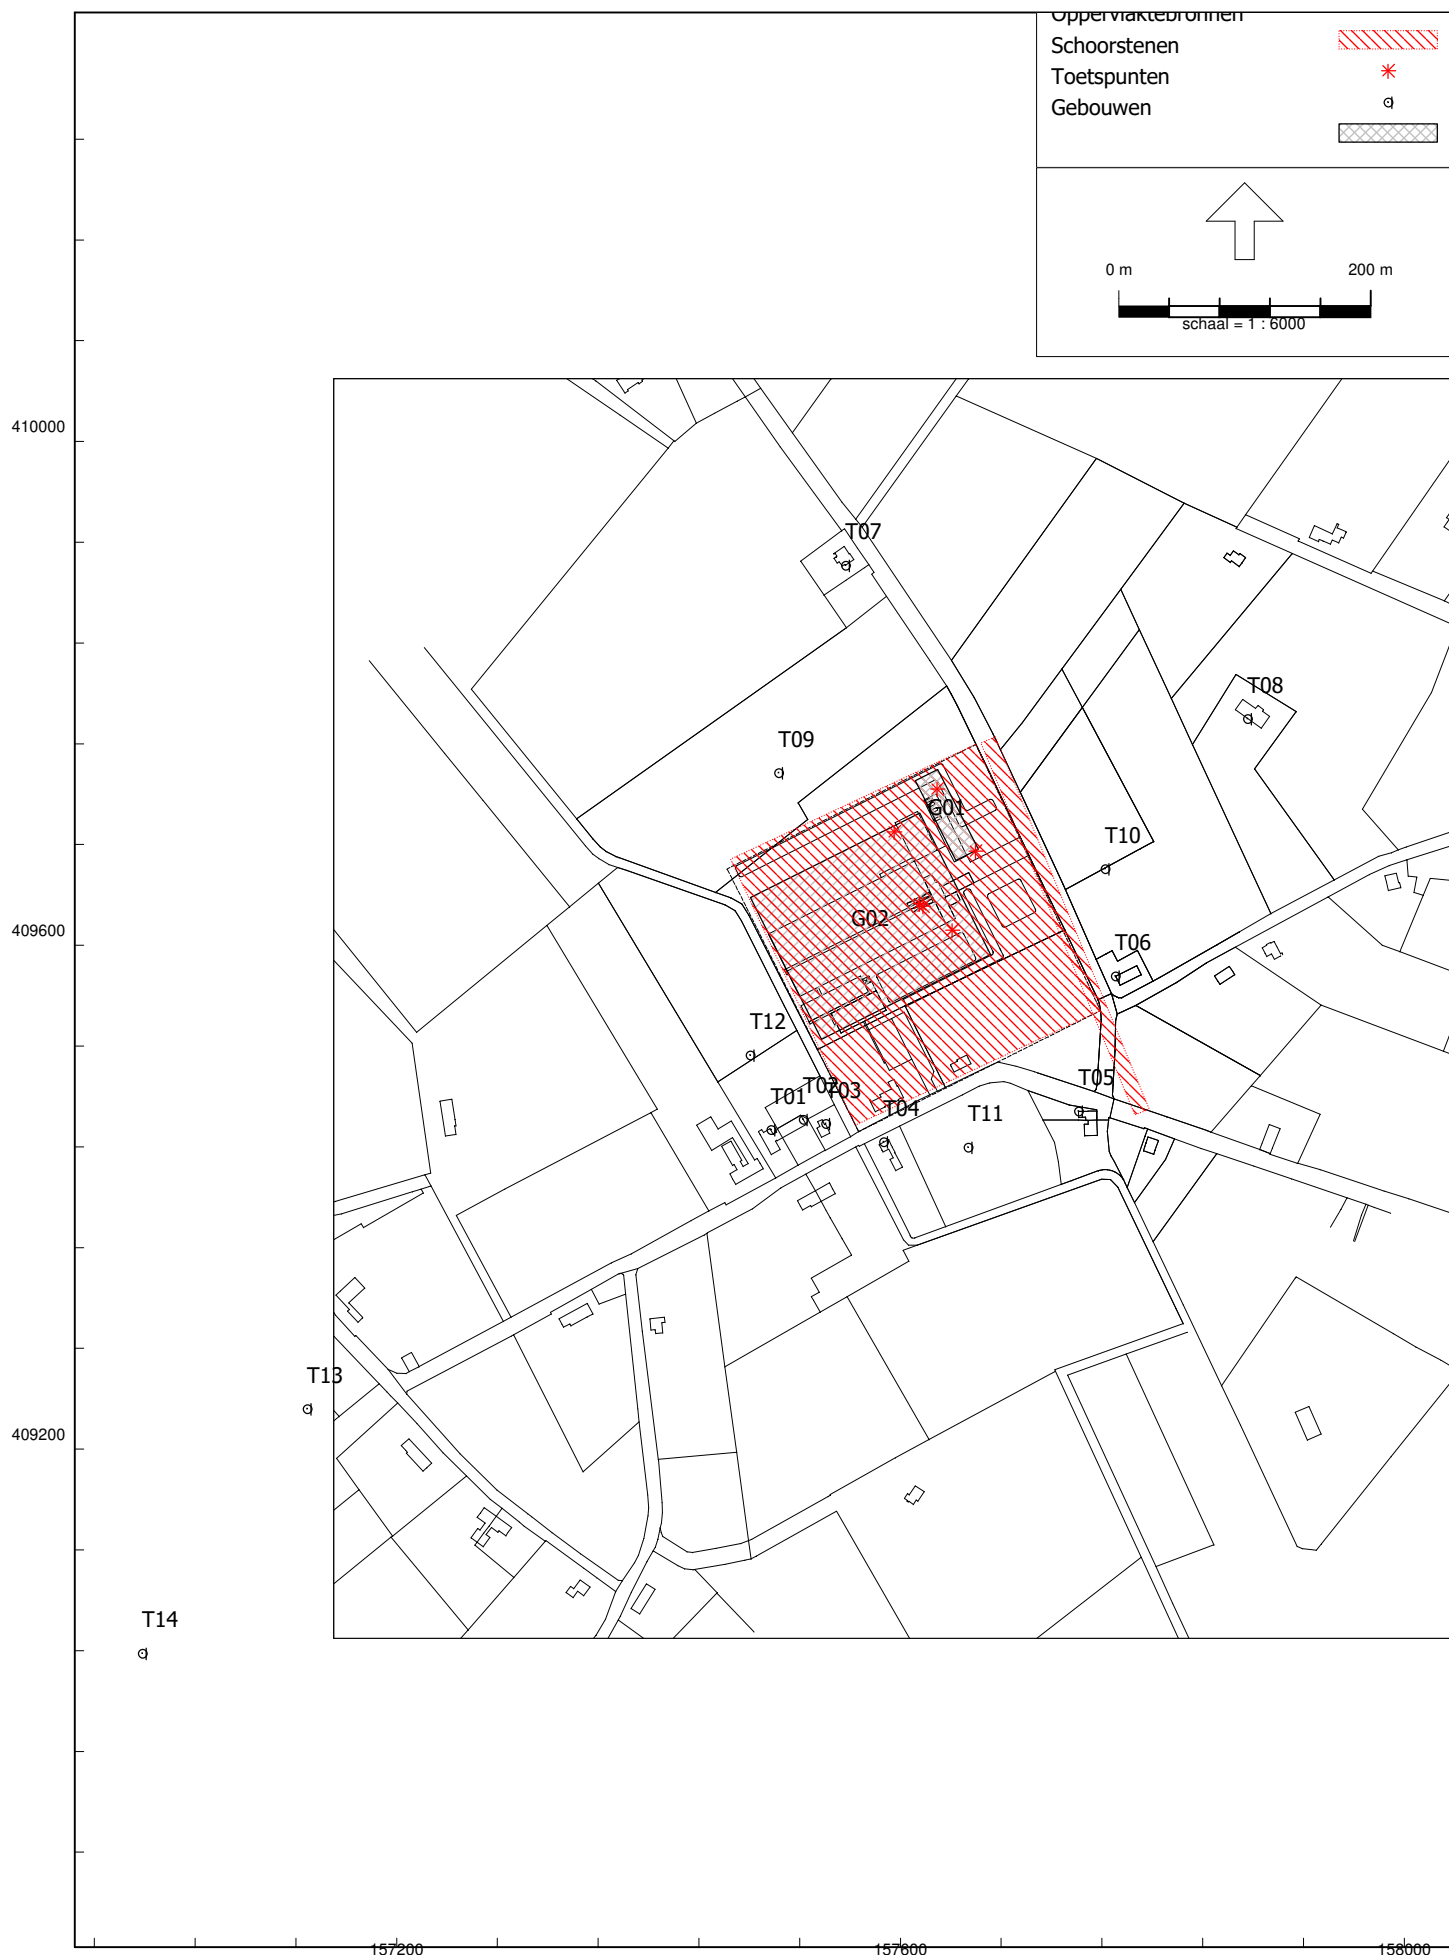 Oppervlaktebronnen
Schoorstenen
Toetspunten
Gebouwen
0 m 200 m
schaal = 1 : 6000
410000
T07
T08
T09
G01
T10
409600
G02
T06
T12
T05
T01 T02 T03
T04 T11
T13
409200
T14
157200 157600 158000